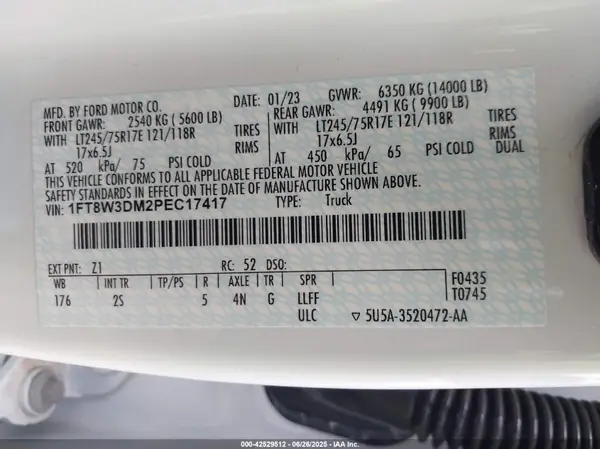 MFD. BY FORD MOTOR CO.
DATE: 01/23 GVWR: 6350 KG (14000 LB)
FRONT GAWR: 2540 KG ( 5600 LB)
REAR GAWR: 4491 KG ( 9900 LB)
WITH LT245/75R17E 121/118R TIRES
17x6.5J RIMS
AT 520 kPa/ 75 PSI COLD
WITH LT245/75R17E 121/118R TIRES
17x6.5J RIMS
AT 450 kPa/ 65 PSI COLD DUAL
THIS VEHICLE CONFORMS TO ALL APPLICABLE FEDERAL MOTOR VEHICLE
SAFETY STANDARDS IN EFFECT ON THE DATE OF MANUFACTURE SHOWN ABOVE.
VIN: 1FT8W3DM2PEC17417 TYPE: Truck
EXT PNT: Z1 RC: 52 DSO:
WB INT TR TP/PS R AXLE TR SPR
176 2S 5 4N G LLFF
ULC
F0435
T0745
▽ 5U5A-3520472-AA
000-42529512 - 06/26/2025 - IAAI.COM